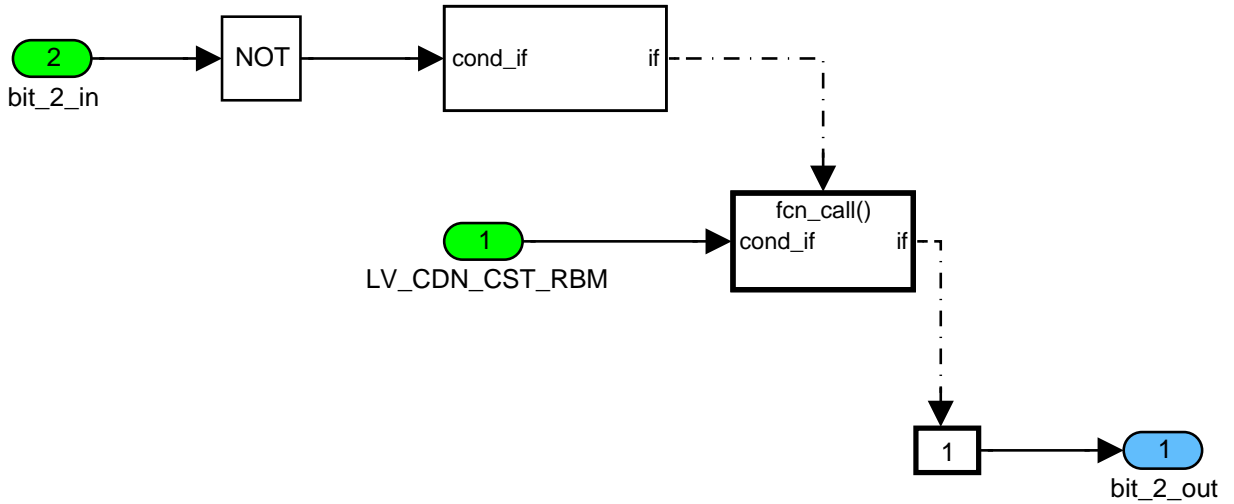 2
bit_2_in
NOT
cond_if
if
fcn_call()
cond_if
if
1
LV_CDN_CST_RBM
1
1
bit_2_out